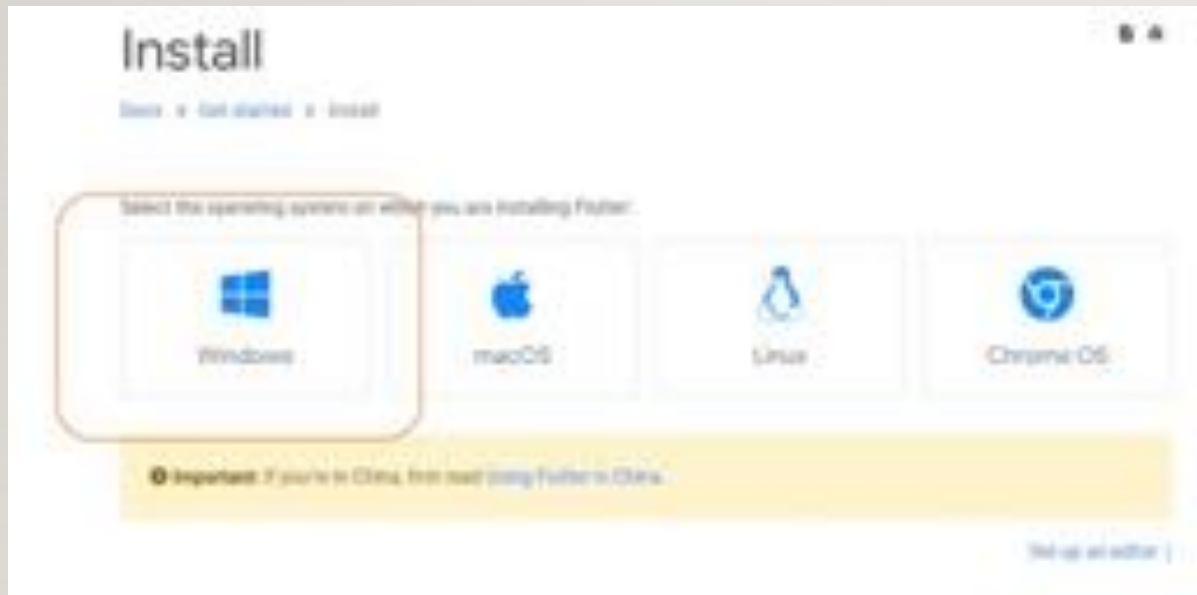 Install
Docs > Get started > Install
Select the operating system on which you are installing Flutter:
Windows
macOS
Linux
Chrome OS
Important: If you're in China, first read Using Flutter in China.
Set up an editor